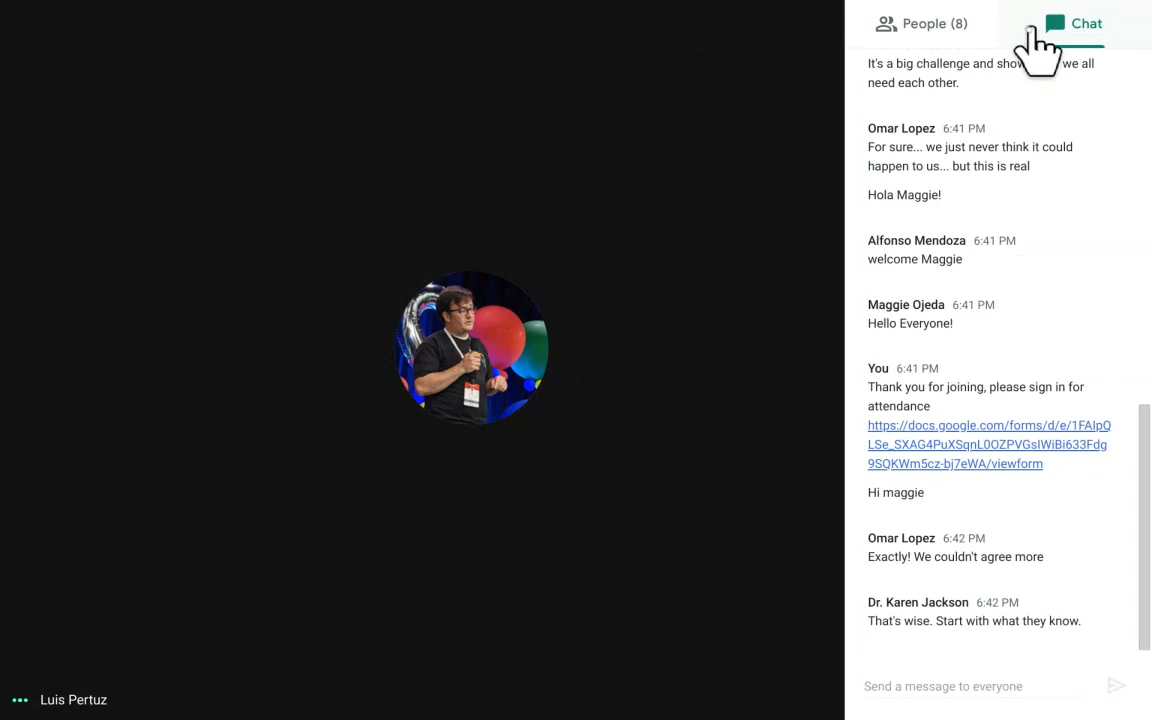 People (8)
Chat
It's a big challenge and
we all
need each other.
Omar Lopez 6:41 PM
For sure... we just never think it could
happen to us... but this is real
Hola Maggie!
Alfonso Mendoza 6:41 PM
welcome Maggie
Maggie Ojeda 6:41 PM
Hello Everyone!
You 6:41 PM
Thank you for joining, please sign in for
attendance
https://docs.google.com/forms/d/e/1FAIpQ
LSe_SXAG4PuXSqnL0OZPVGsIWiBi633Fdg
9SQKWm5cz-bj7eWA/viewform
Hi maggie
Omar Lopez 6:42 PM
Exactly! We couldn't agree more
Dr. Karen Jackson 6:42 PM
That's wise. Start with what they know.
Send a message to everyone
Luis Pertuz